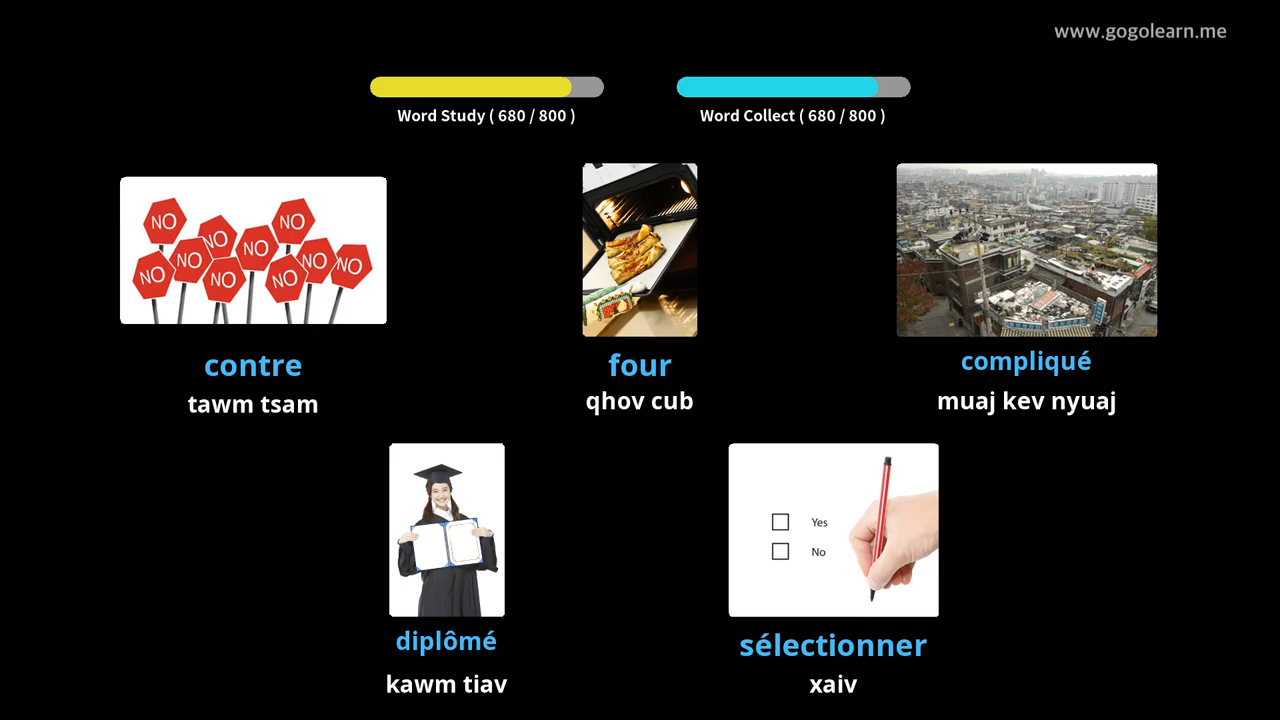 www.gogolearn.me
Word Study ( 680 / 800 )
Word Collect ( 680 / 800 )
NO
NO
NO
NO
NO
NO
NO
NO
NO
NO
contre
tawm tsam
four
qhov cub
compliqué
muaj kev nyuaj
Yes
No
diplômé
kawm tiav
sélectionner
xaiv